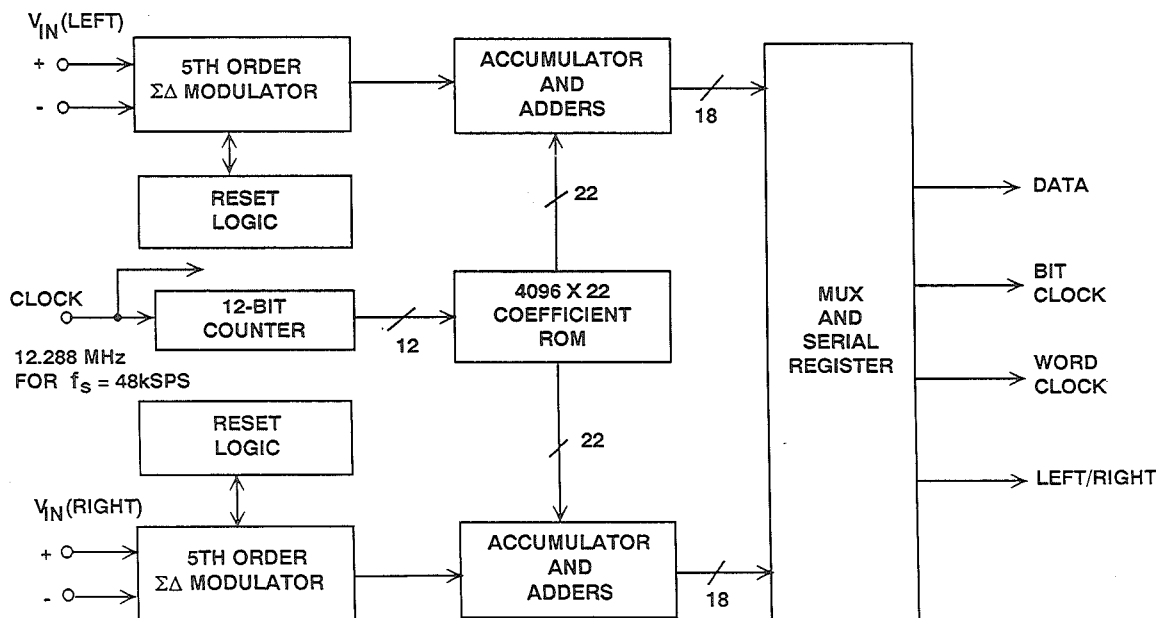 V_IN (LEFT)
+
-
5TH ORDER
ΣΔ MODULATOR
ACCUMULATOR
AND
ADDERS
18
RESET
LOGIC
22
CLOCK
12-BIT
COUNTER
12
4096 X 22
COEFFICIENT
ROM
12.288 MHz
FOR f_s = 48kSPS
MUX
AND
SERIAL
REGISTER
DATA
BIT
CLOCK
WORD
CLOCK
LEFT/RIGHT
RESET
LOGIC
22
V_IN (RIGHT)
+
-
5TH ORDER
ΣΔ MODULATOR
ACCUMULATOR
AND
ADDERS
18